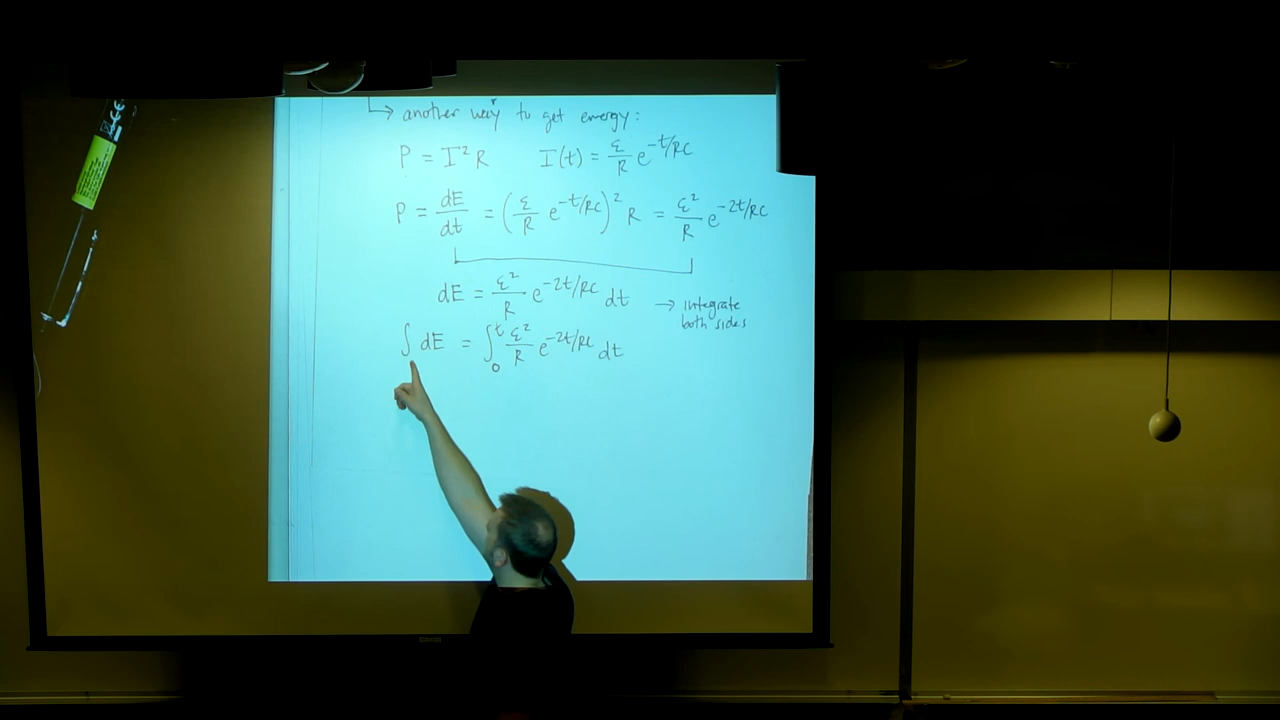 ↳ another way to get energy:
P = I²R I(t) = ε/R e^(-t/RC)
P = dE/dt = (ε/R e^(-t/RC))² R = ε²/R e^(-2t/RC)
dE = ε²/R e^(-2t/RC) dt → integrate
both sides
∫ dE = ∫₀ᵗ ε²/R e^(-2t/RC) dt